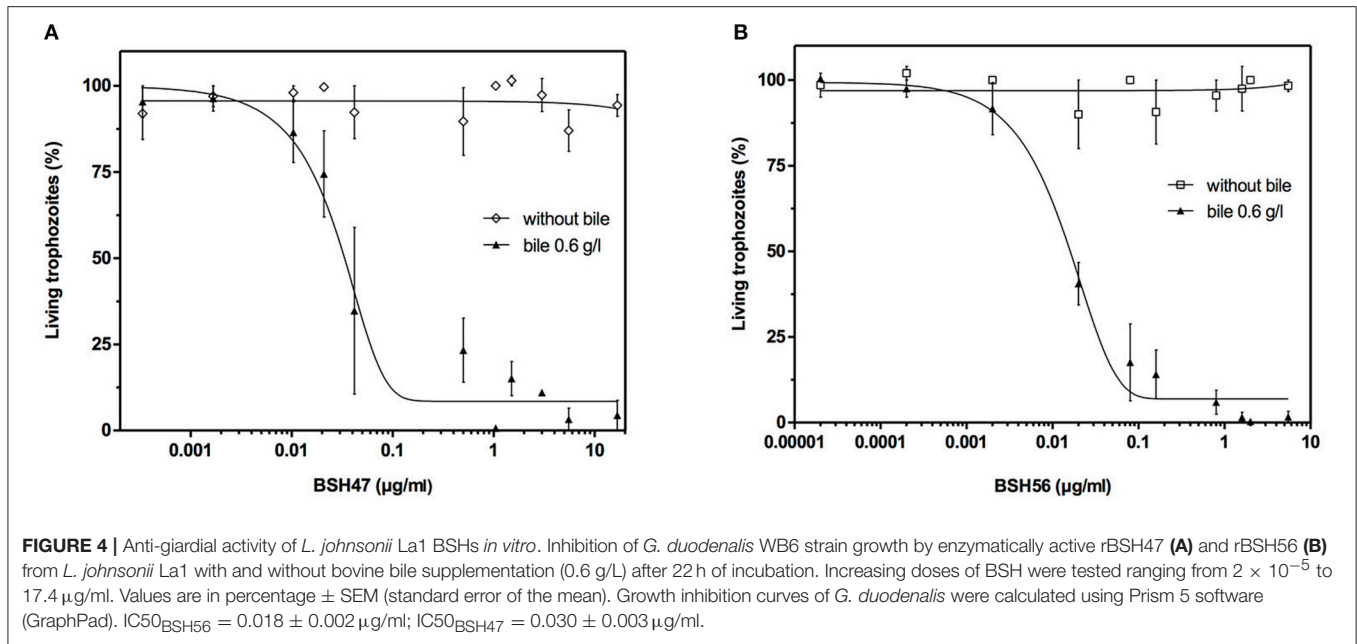 A
B
100
75
50
25
0
Living trophozoites (%)
without bile
bile 0.6 g/l
0.001 0.01 0.1 1 10
BSH47 (µg/ml)
100
75
50
25
0
Living trophozoites (%)
without bile
bile 0.6 g/l
0.00001 0.0001 0.001 0.01 0.1 1 10
BSH56 (µg/ml)
FIGURE 4 | Anti-giardial activity of L. johnsonii La1 BSHs in vitro. Inhibition of G. duodenalis WB6 strain growth by enzymatically active rBSH47 (A) and rBSH56 (B)
from L. johnsonii La1 with and without bovine bile supplementation (0.6 g/L) after 22 h of incubation. Increasing doses of BSH were tested ranging from 2 × 10⁻⁵ to
17.4 µg/ml. Values are in percentage ± SEM (standard error of the mean). Growth inhibition curves of G. duodenalis were calculated using Prism 5 software
(GraphPad). IC50BSH56 = 0.018 ± 0.002 µg/ml; IC50BSH47 = 0.030 ± 0.003 µg/ml.